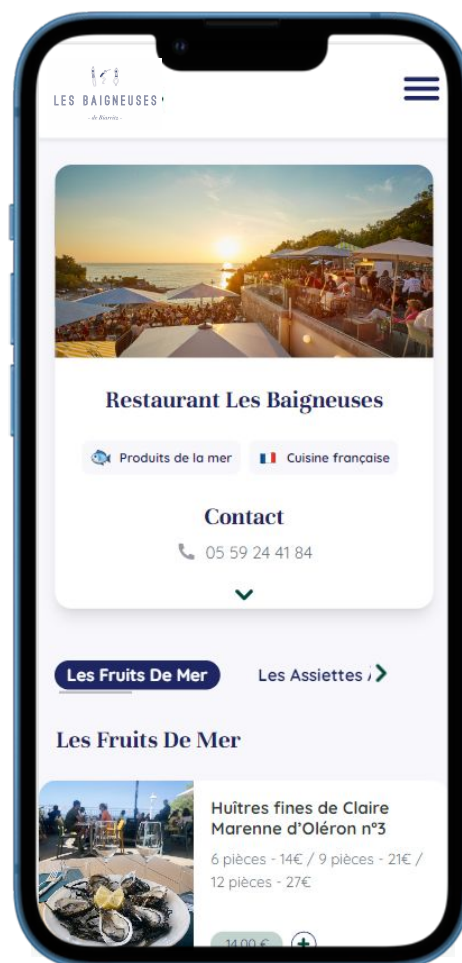 LES BAIGNEUSES
- de Biarritz -
Restaurant Les Baigneuses
Produits de la mer
Cuisine française
Contact
05 59 24 41 84
Les Fruits De Mer
Les Assiettes
Les Fruits De Mer
Huîtres fines de Claire
Marenne d'Oléron n°3
6 pièces - 14€ / 9 pièces - 21€ /
12 pièces - 27€
14.00 €